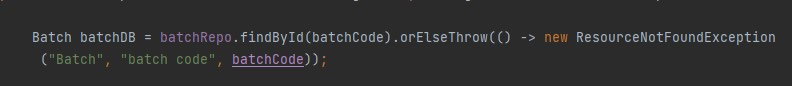 Batch batchDB = batchRepo.findById(batchCode).orElseThrow(() -> new ResourceNotFoundException
("Batch", "batch code", batchCode));